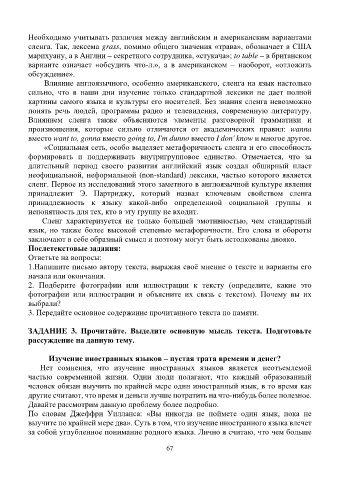 Необходимо учитывать различия между английским и американским вариантами
сленга. Так, лексема grass, помимо общего значения «трава», обозначает в США
марихуану, а в Англии – секретного сотрудника, «стукача»; to table – в британском
варианте означает «обсудить что-л.», а в американском – наоборот, «отложить
обсуждение».
Влияние англоязычного, особенно американского, сленга на язык настолько
сильно, что в наши дни изучение только стандартной лексики не дает полной
картины самого языка и культуры его носителей. Без знания сленга невозможно
понять речь людей, программы радио и телевидения, современную литературу.
Влиянием сленга также объясняются элементы разговорной грамматики и
произношения, которые сильно отличаются от академических правил: wanna
вместо want to, gonna вместо going to, I'm dunno вместо I don' know и многое другое.
«Социальная сеть, особо выделяет метафоричность сленга и его способность
формировать и поддерживать внутригрупповое единство. Отмечается, что за
длительный период своего развития английский язык создал обширный пласт
неофициальной, неформальной (non-standard) лексики, частью которого является
сленг. Первое из исследований этого заметного в англоязычной культуре явления
принадлежит Э. Партриджу, который назвал ключевым свойством сленга
принадлежность к языку какой-либо определенной социальной группы и
непонятность для тех, кто в эту группу не входит.
Сленг характеризуется не только большей эмотивностью, чем стандартный
язык, но также более высокой степенью метафоричности. Его слова и обороты
заключают в себе образный смысл и поэтому могут быть истолкованы двояко.
Послетекстовые задания:
Ответьте на вопросы:
1.Напишите письмо автору текста, выражая своё мнение о тексте и варианты его
начала или окончания.
2. Подберите фотографии или иллюстрации к тексту (определите, какие это
фотографии или иллюстрации и объясните их связь с текстом). Почему вы их
выбрали?
3. Передайте основное содержание прочитанного текста по памяти.
ЗАДАНИЕ 3. Прочитайте. Выделите основную мысль текста. Подготовьте
рассуждение на данную тему.
Изучение иностранных языков – пустая трата времени и денег?
Нет сомнения, что изучение иностранных языков является неотъемлемой
частью современной жизни. Одни люди полагают, что каждый образованный
человек обязан выучить по крайней мере один иностранный язык, в то время как
другие считают, что время и деньги лучше потратить на что-нибудь более полезное.
Давайте рассмотрим данную проблему более подробно.
По словам Джеффри Уилланса: «Вы никогда не поймете один язык, пока не
выучите по крайней мере два». Суть в том, что изучение иностранного языка влечет
за собой углубленное понимание родного языка. Лично я считаю, что чем больше
67